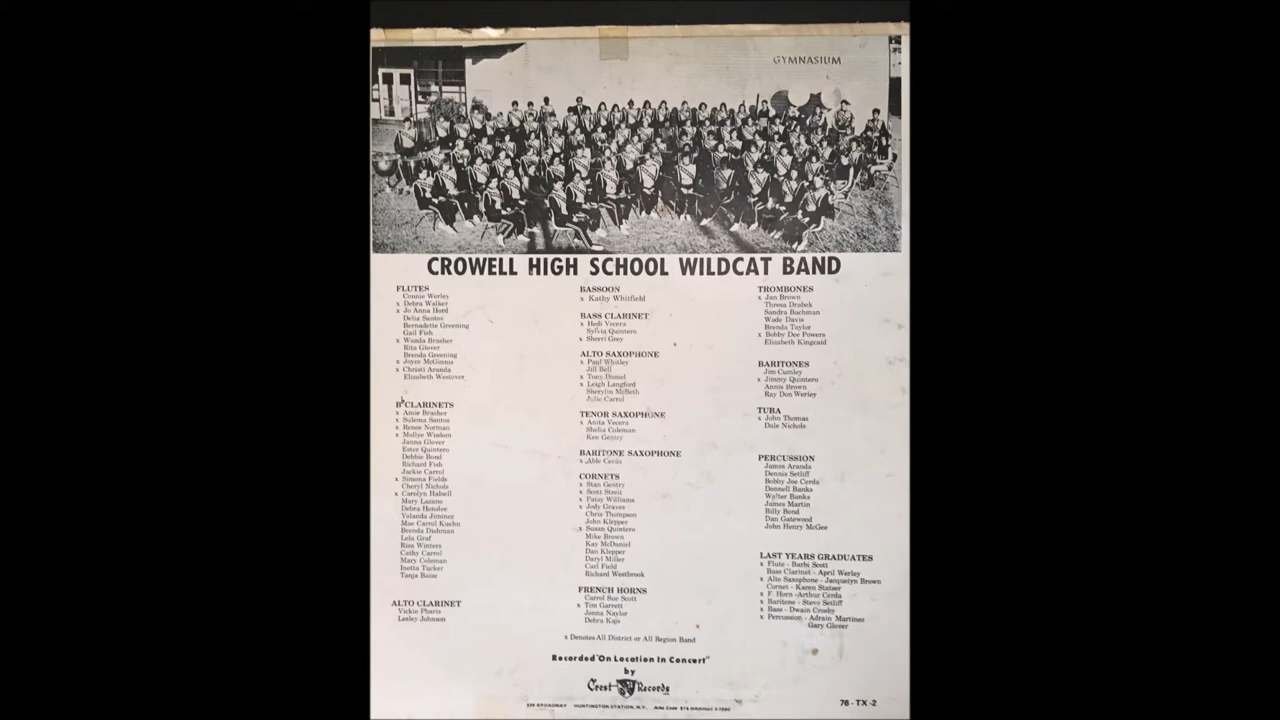 GYMNASIUM
CROWELL HIGH SCHOOL WILDCAT BAND
FLUTES
Connie Werley
x Debra Walker
x Jo Anna Hord
Delia Santos
Bernadette Greening
Gail Fish
x Wanda Brasher
Rita Glover
Brenda Greening
x Joyce McGinnis
x Christi Aranda
Elizabeth Westover
B♭ CLARINETS
x Amie Brasher
x Sulema Santos
x Renee Norman
x Mollye Wisdom
Janna Glover
Ester Quintero
Debbie Bond
Richard Fish
Jackie Carrol
x Simona Fields
Cheryl Nichols
x Carolyn Halsell
Mary Lozano
Debra Henslee
Yolanda Jiminez
Mae Carrol Kuehn
Brenda Dishman
Lela Graf
Risa Winters
Cathy Carrol
Mary Coleman
Inetta Tucker
Tanja Baise
ALTO CLARINET
Vickie Pharis
Lesley Johnson
BASSOON
x Kathy Whitfield
BASS CLARINET
x Hedi Vecera
Sylvia Quintero
x Sherri Grey
ALTO SAXOPHONE
x Paul Whitley
Jill Bell
x Tony Daniel
x Leigh Langford
Sherylin McBeth
Julie Carrol
TENOR SAXOPHONE
x Anita Vecera
Shelia Coleman
Ken Gentry
BARITONE SAXOPHONE
x Able Cerda
CORNETS
x Stan Gentry
x Scott Streit
x Patsy Williams
x Jody Graves
Chris Thompson
John Klepper
x Susan Quintero
Mike Brown
Kay McDaniel
Dan Klepper
Daryl Miller
Carl Field
Richard Westbrook
FRENCH HORNS
Carrol Sue Scott
x Tim Garrett
Jonna Naylor
Debra Kajs
TROMBONES
x Jan Brown
Thresa Drabek
Sandra Bachman
Wade Davis
Brenda Taylor
x Bobby Dee Powers
Elizabeth Kingcaid
BARITONES
Jim Cumley
x Jimmy Quintero
Annis Brown
Ray Don Werley
TUBA
x John Thomas
Dale Nichols
PERCUSSION
James Aranda
Dennis Setliff
Bobby Joe Cerda
Donnell Banks
Walter Banks
James Martin
Billy Bond
Dan Gatewood
John Henry McGee
LAST YEARS GRADUATES
x Flute - Barbi Scott
Bass Clarinet - April Werley
x Alto Saxophone - Jacquelyn Brown
Cornet - Karen Statser
x F. Horn -Arthur Cerda
x Baritone - Steve Setliff
x Bass - Dwain Crosby
x Percussion - Adrain Martinez
Gary Glover
x Denotes All District or All Region Band
Recorded "On Location In Concert"
by
Crest Records
BROADWAY HUNTINGTON STATION, N.Y. Area Code
76 - TX -2